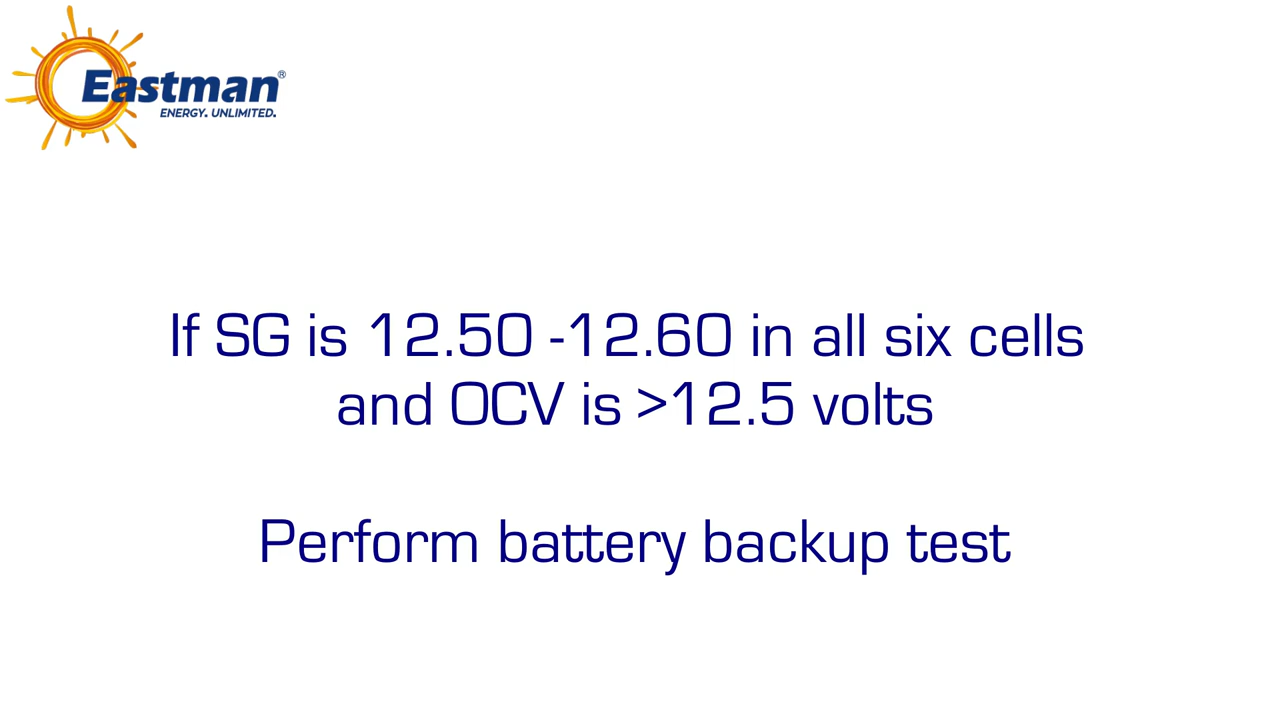 Eastman®
ENERGY. UNLIMITED.
If SG is 12.50 -12.60 in all six cells
and OCV is >12.5 volts
Perform battery backup test